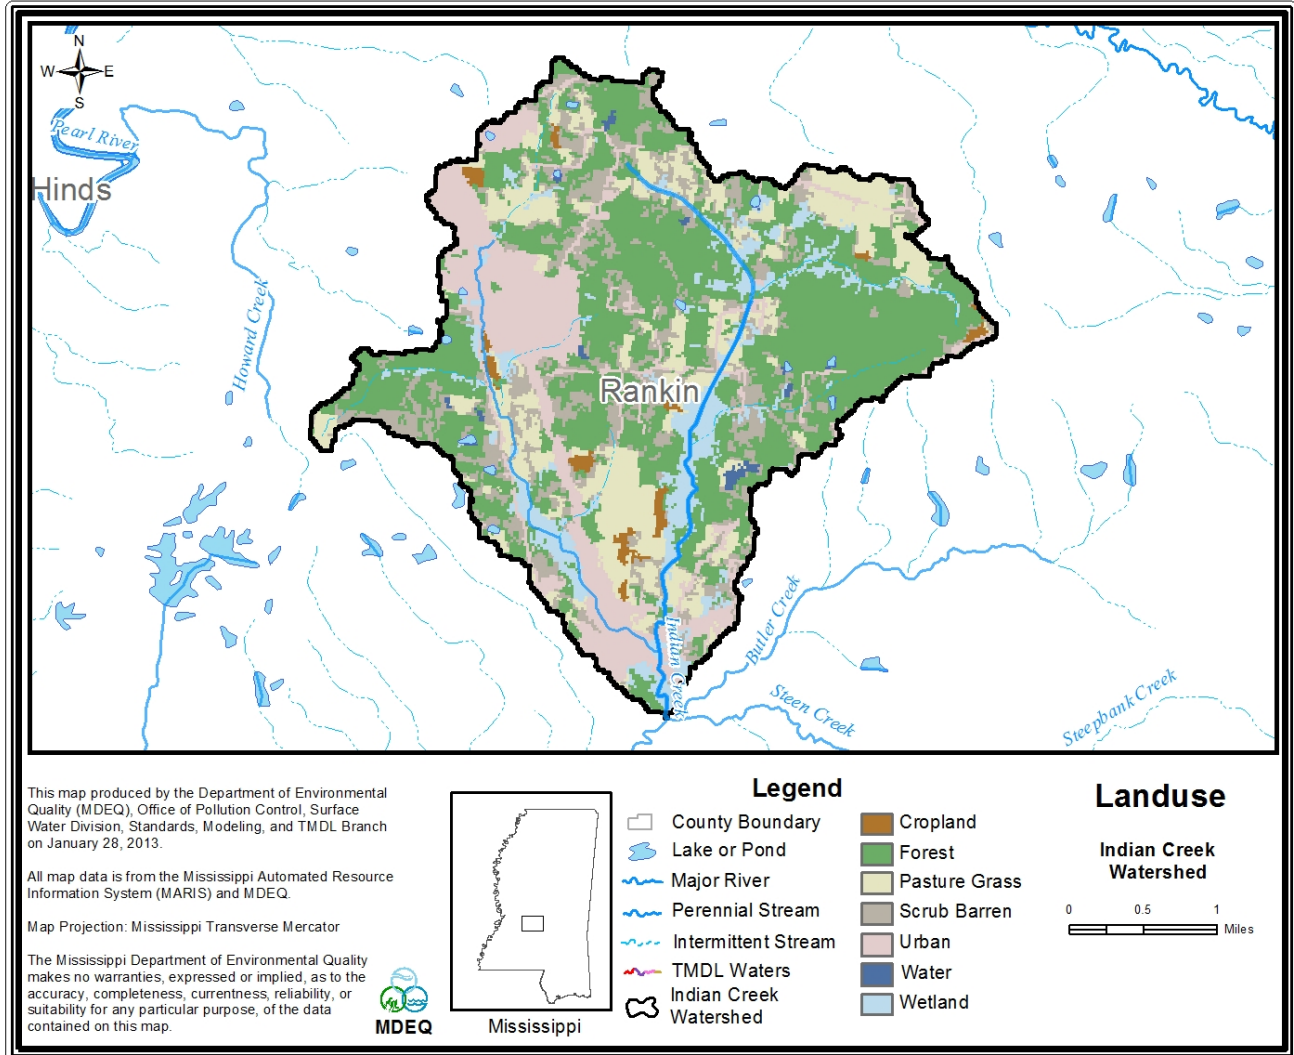 N
W E
S
Pearl River
Hinds
Howard Creek
Rankin
Indian Creek
Butler Creek
Steen Creek
Steepbank Creek
This map produced by the Department of Environmental
Quality (MDEQ), Office of Pollution Control, Surface
Water Division, Standards, Modeling, and TMDL Branch
on January 28, 2013.
All map data is from the Mississippi Automated Resource
Information System (MARIS) and MDEQ.
Map Projection: Mississippi Transverse Mercator
The Mississippi Department of Environmental Quality
makes no warranties, expressed or implied, as to the
accuracy, completeness, currentness, reliability, or
suitability for any particular purpose, of the data
contained on this map.
MDEQ
Mississippi
Legend
County Boundary
Lake or Pond
Major River
Perennial Stream
Intermittent Stream
TMDL Waters
Indian Creek
Watershed
Cropland
Forest
Pasture Grass
Scrub Barren
Urban
Water
Wetland
Landuse
Indian Creek
Watershed
0 0.5 1
Miles